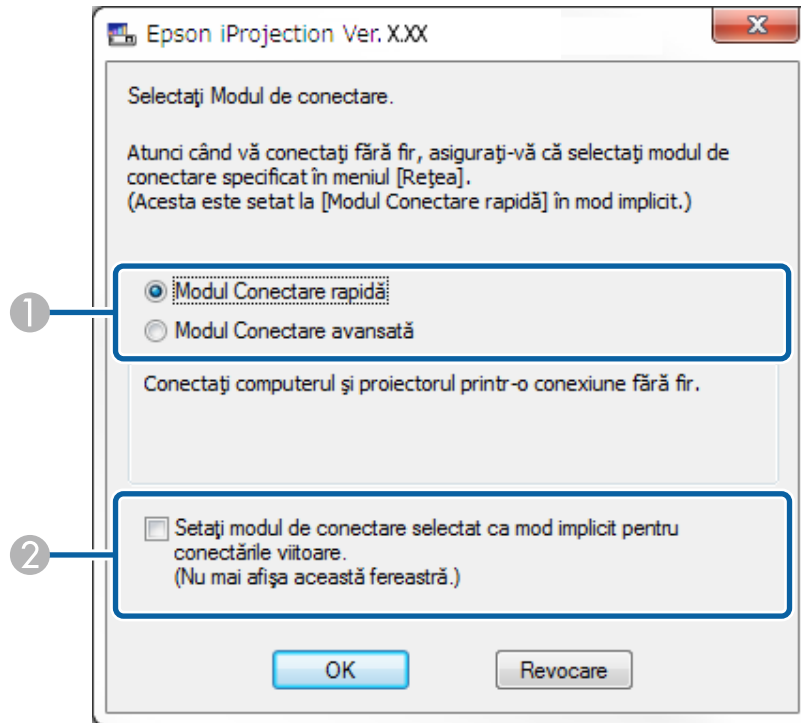 Epson iProjection Ver. X.XX
Selectaţi Modul de conectare.
Atunci când vă conectaţi fără fir, asiguraţi-vă că selectaţi modul de
conectare specificat în meniul [Reţea].
(Acesta este setat la [Modul Conectare rapidă] în mod implicit.)
1
Modul Conectare rapidă
Modul Conectare avansată
Conectaţi computerul şi proiectorul printr-o conexiune fără fir.
2
Setaţi modul de conectare selectat ca mod implicit pentru
conectările viitoare.
(Nu mai afişa această fereastră.)
OK
Revocare